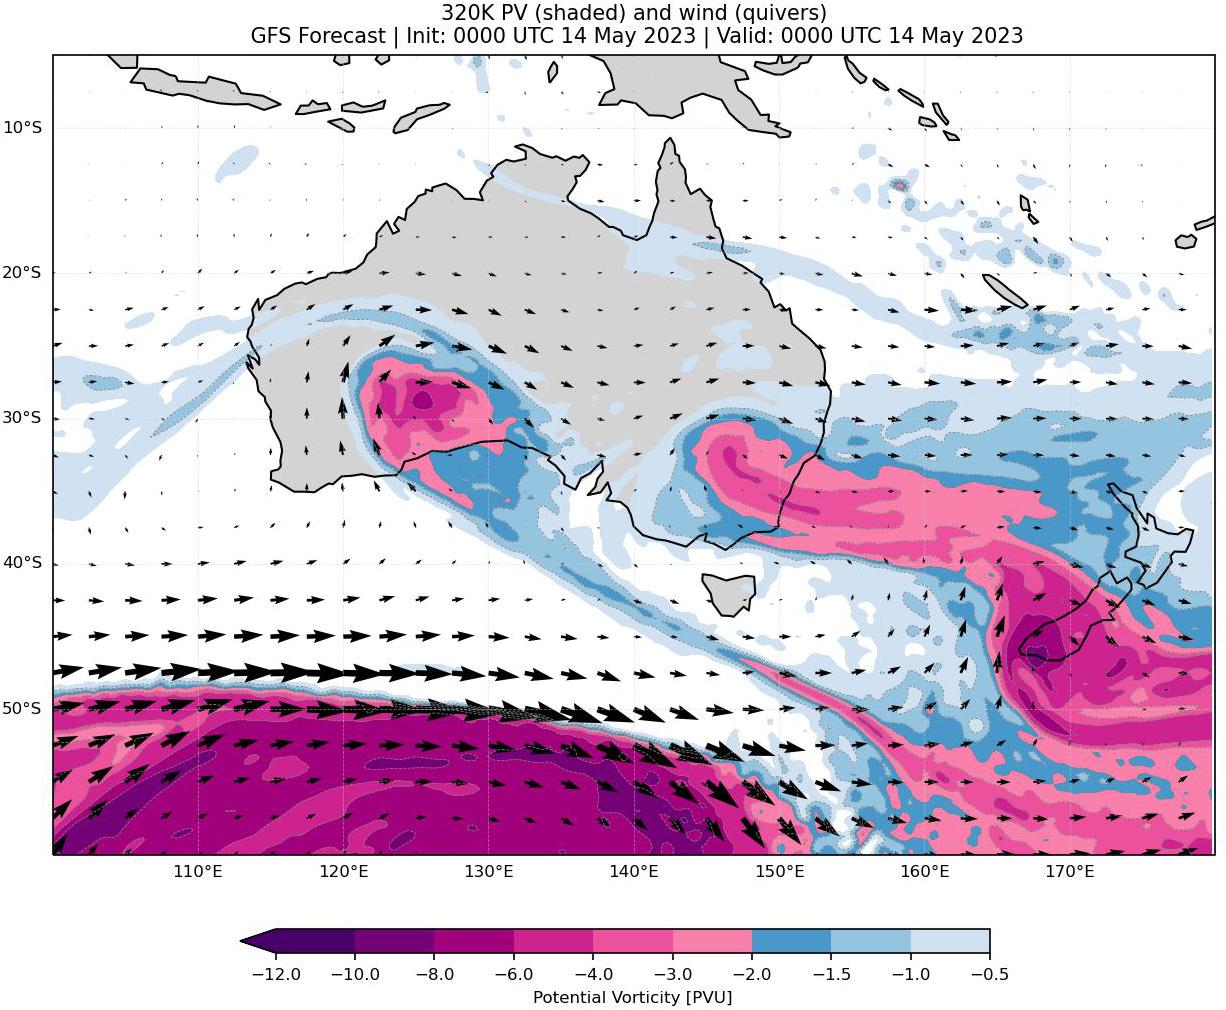 320K PV (shaded) and wind (quivers)
GFS Forecast | Init: 0000 UTC 14 May 2023 | Valid: 0000 UTC 14 May 2023
10°S
20°S
30°S
40°S
50°S
110°E 120°E 130°E 140°E 150°E 160°E 170°E
−12.0 −10.0 −8.0 −6.0 −4.0 −3.0 −2.0 −1.5 −1.0 −0.5
Potential Vorticity [PVU]